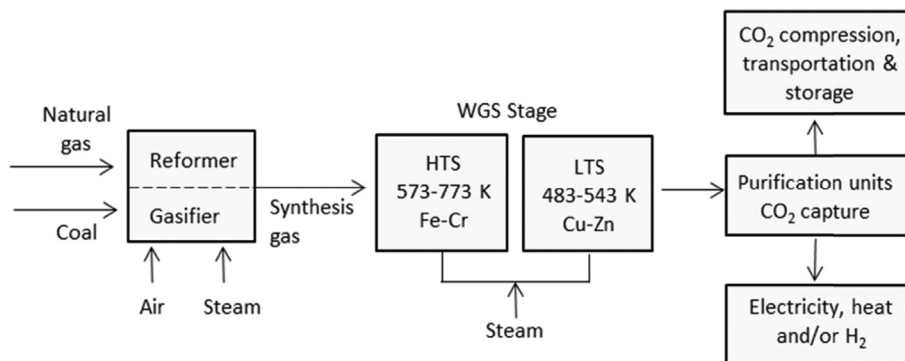 Natural
gas
Coal
Reformer
Gasifier
Air
Steam
Synthesis
gas
WGS Stage
HTS
573-773 K
Fe-Cr
LTS
483-543 K
Cu-Zn
Steam
CO₂ compression,
transportation &
storage
Purification units
CO₂ capture
Electricity, heat
and/or H₂